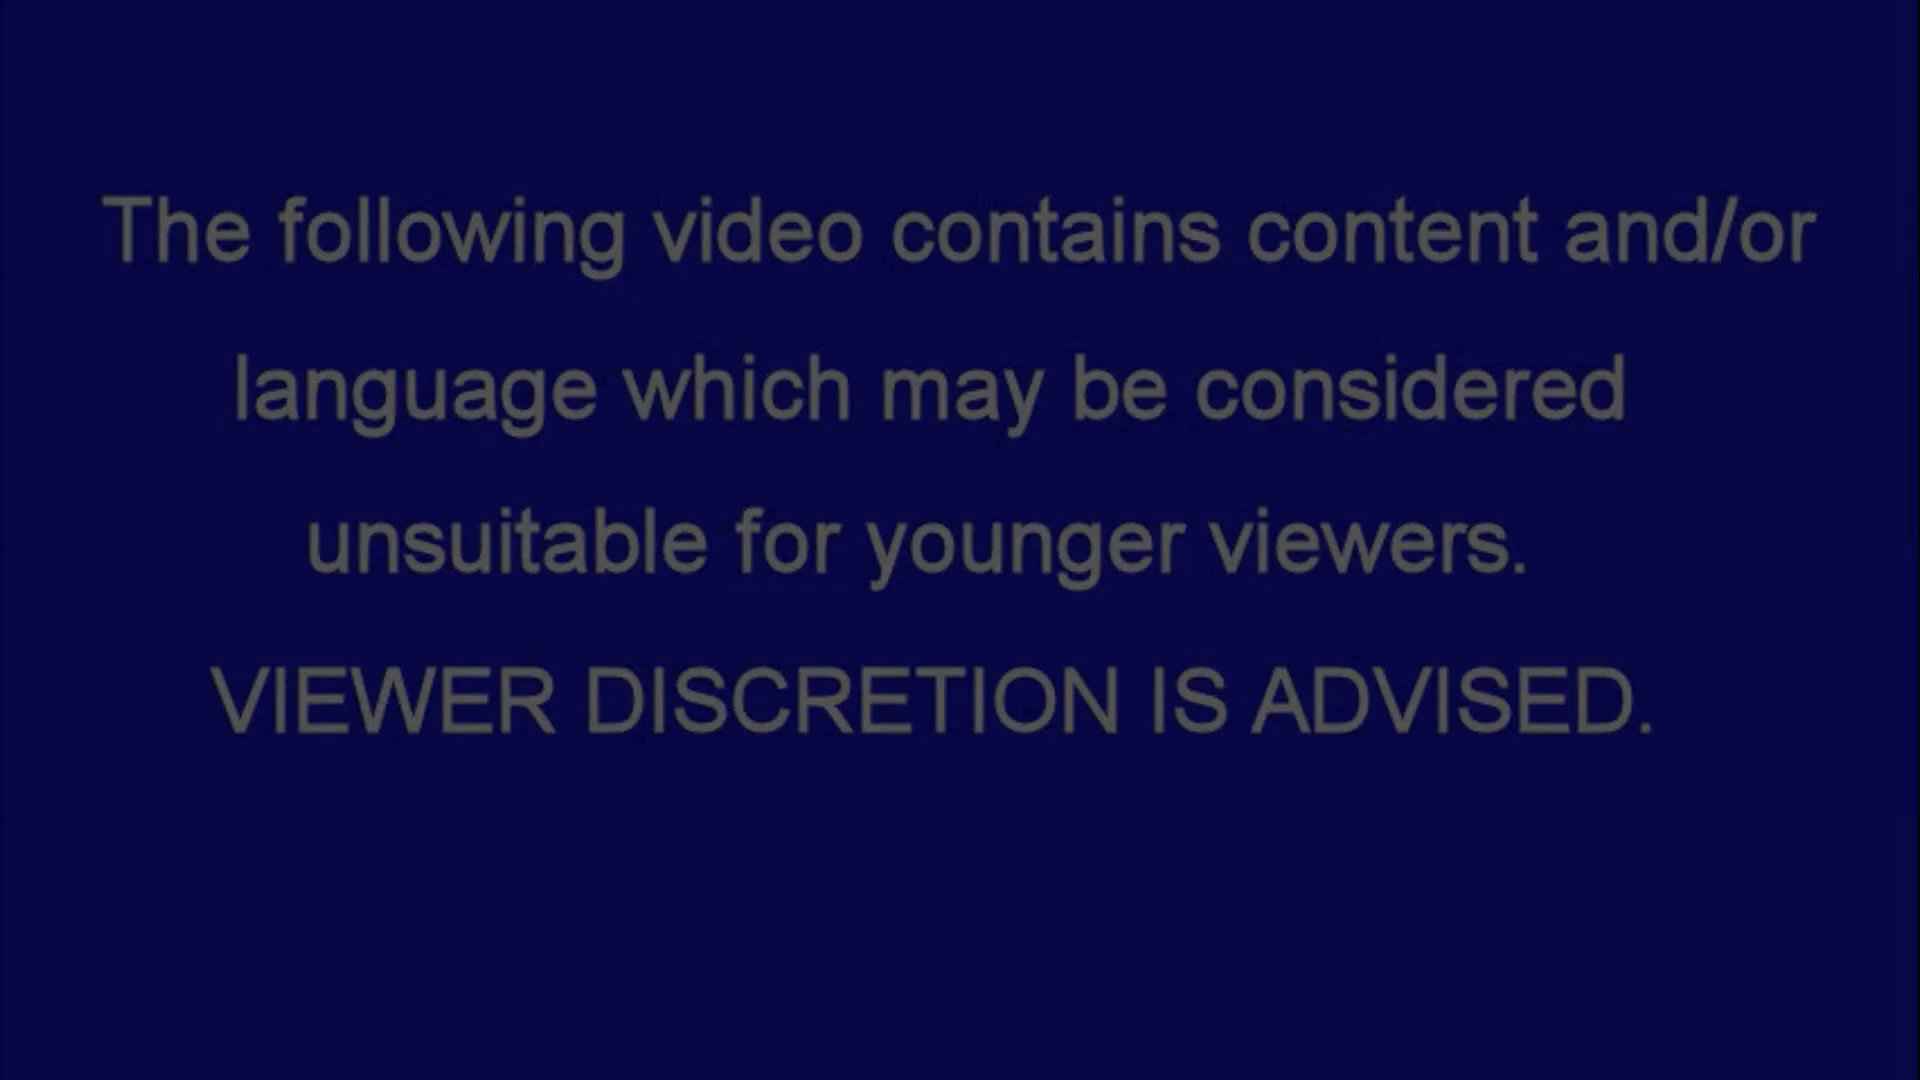 The following video contains content and/or
language which may be considered
unsuitable for younger viewers.
VIEWER DISCRETION IS ADVISED.